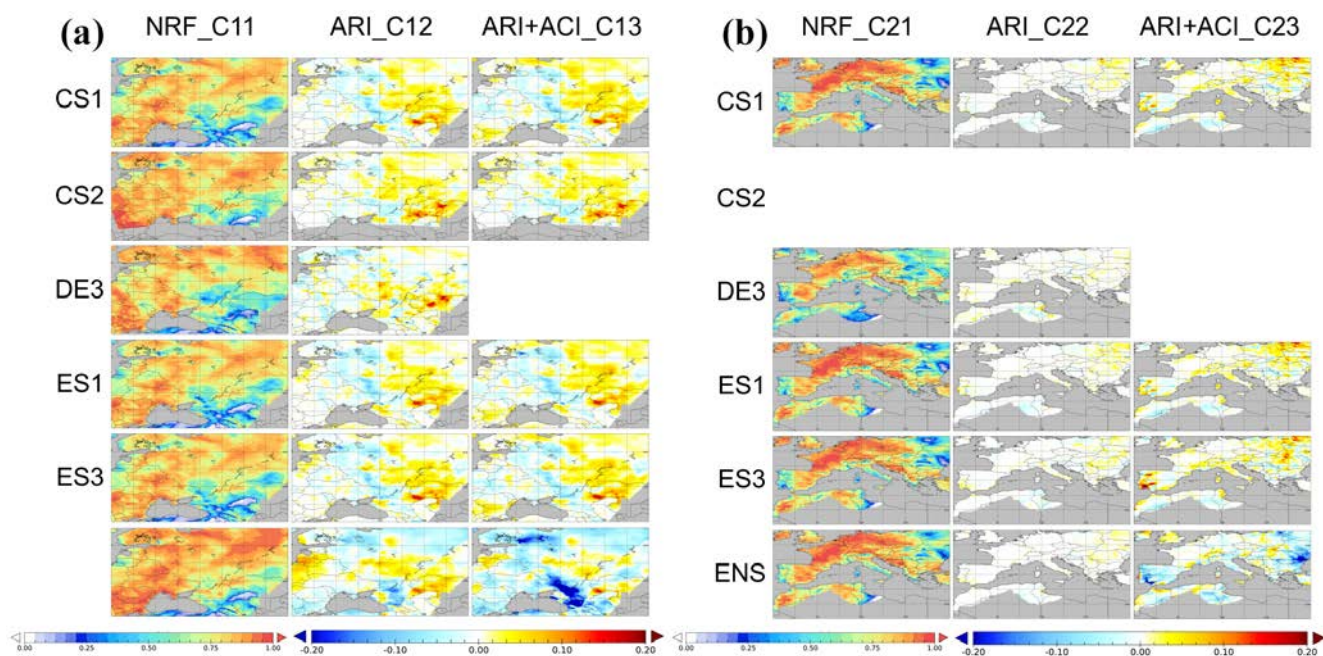 (a) NRF_C11 ARI_C12 ARI+ACI_C13
CS1
CS2
DE3
ES1
ES3
0.00 0.25 0.50 0.75 1.00
-0.20 -0.10 0.00 0.10 0.20
(b) NRF_C21 ARI_C22 ARI+ACI_C23
CS1
CS2
DE3
ES1
ES3
ENS
0.00 0.25 0.50 0.75 1.00
-0.20 -0.10 0.00 0.10 0.20